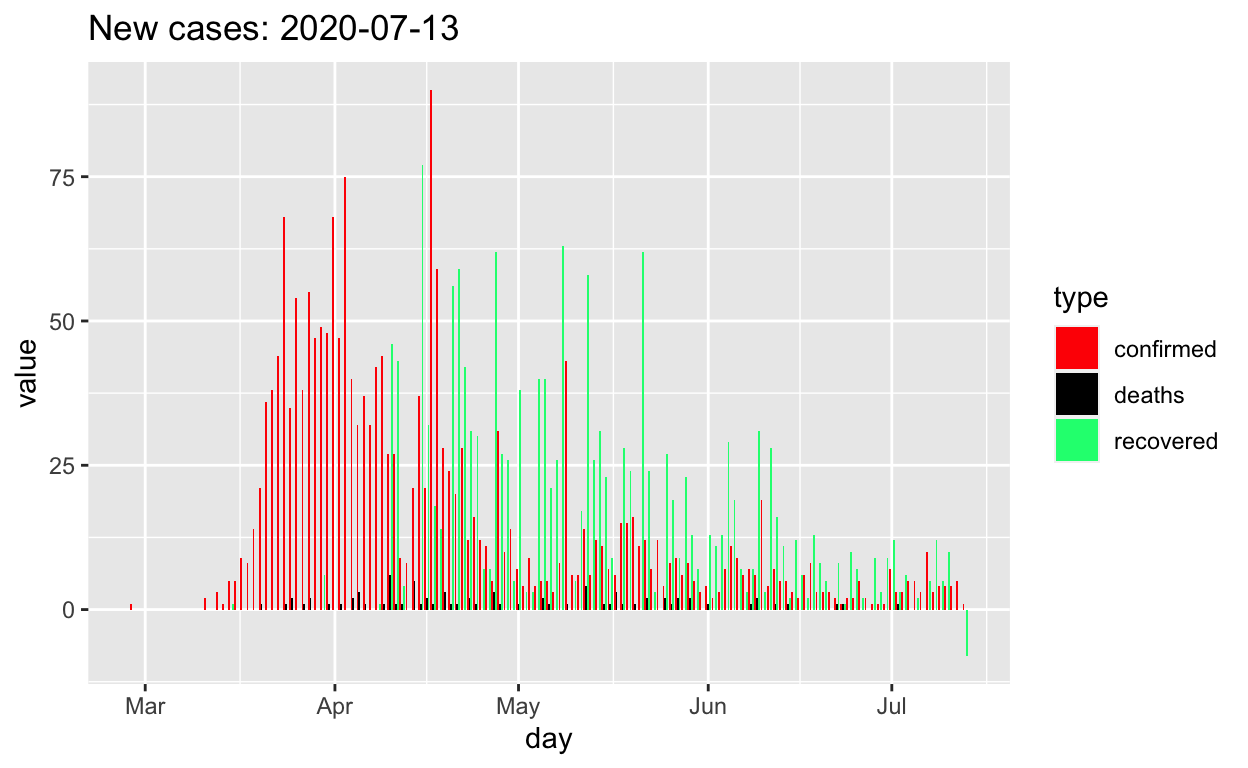 New cases: 2020-07-13
value
75
50
25
0
Mar Apr May Jun Jul
day
type
confirmed
deaths
recovered